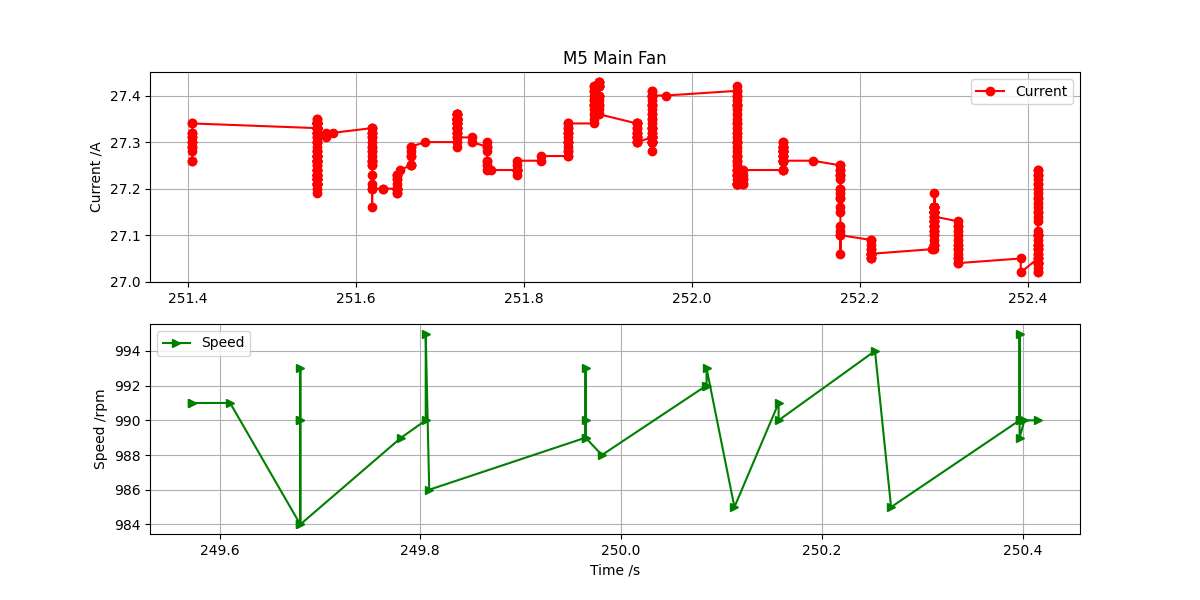 M5 Main Fan
Current /A
27.4
27.3
27.2
27.1
27.0
Current
251.4 251.6 251.8 252.0 252.2 252.4
Speed /rpm
994
992
990
988
986
984
Speed
249.6 249.8 250.0 250.2 250.4
Time /s